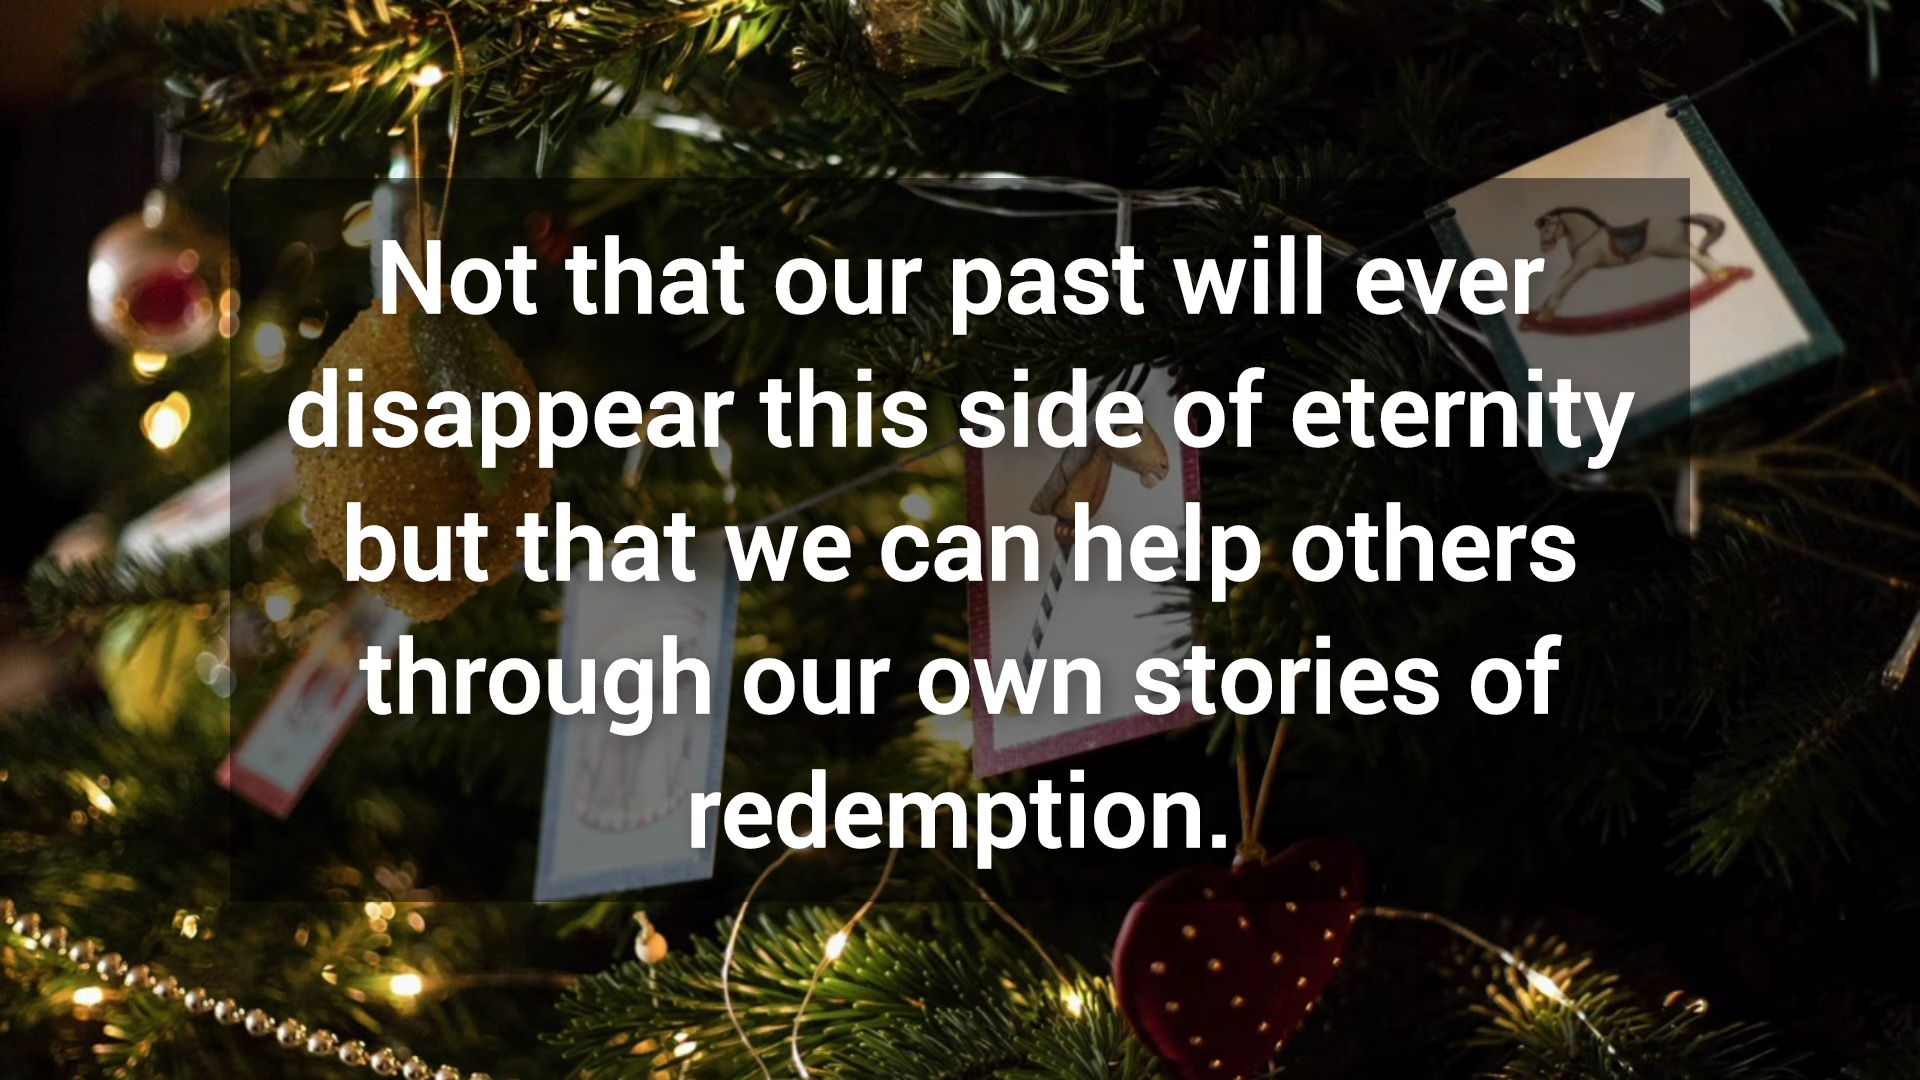 Not that our past will ever
disappear this side of eternity
but that we can help others
through our own stories of
redemption.